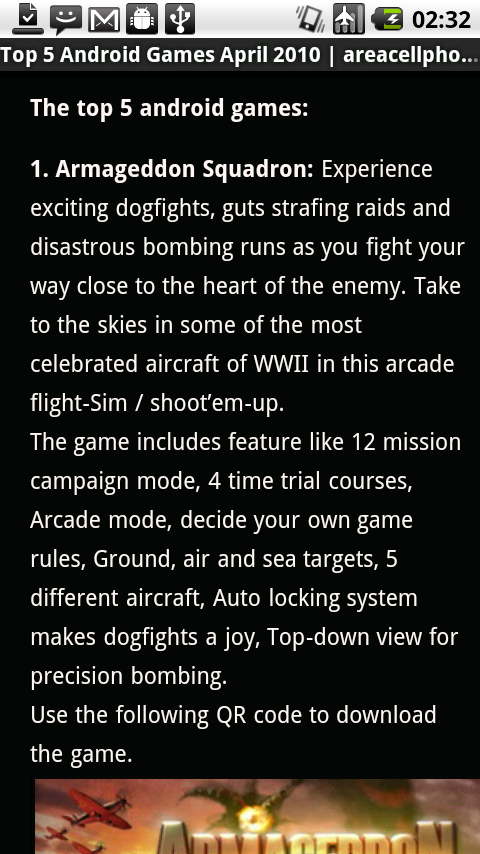 02:32
Top 5 Android Games April 2010 | areacellpho...
The top 5 android games:
1. Armageddon Squadron: Experience
exciting dogfights, guts strafing raids and
disastrous bombing runs as you fight your
way close to the heart of the enemy. Take
to the skies in some of the most
celebrated aircraft of WWII in this arcade
flight-Sim / shoot’em-up.
The game includes feature like 12 mission
campaign mode, 4 time trial courses,
Arcade mode, decide your own game
rules, Ground, air and sea targets, 5
different aircraft, Auto locking system
makes dogfights a joy, Top-down view for
precision bombing.
Use the following QR code to download
the game.
ARMAGEDDON